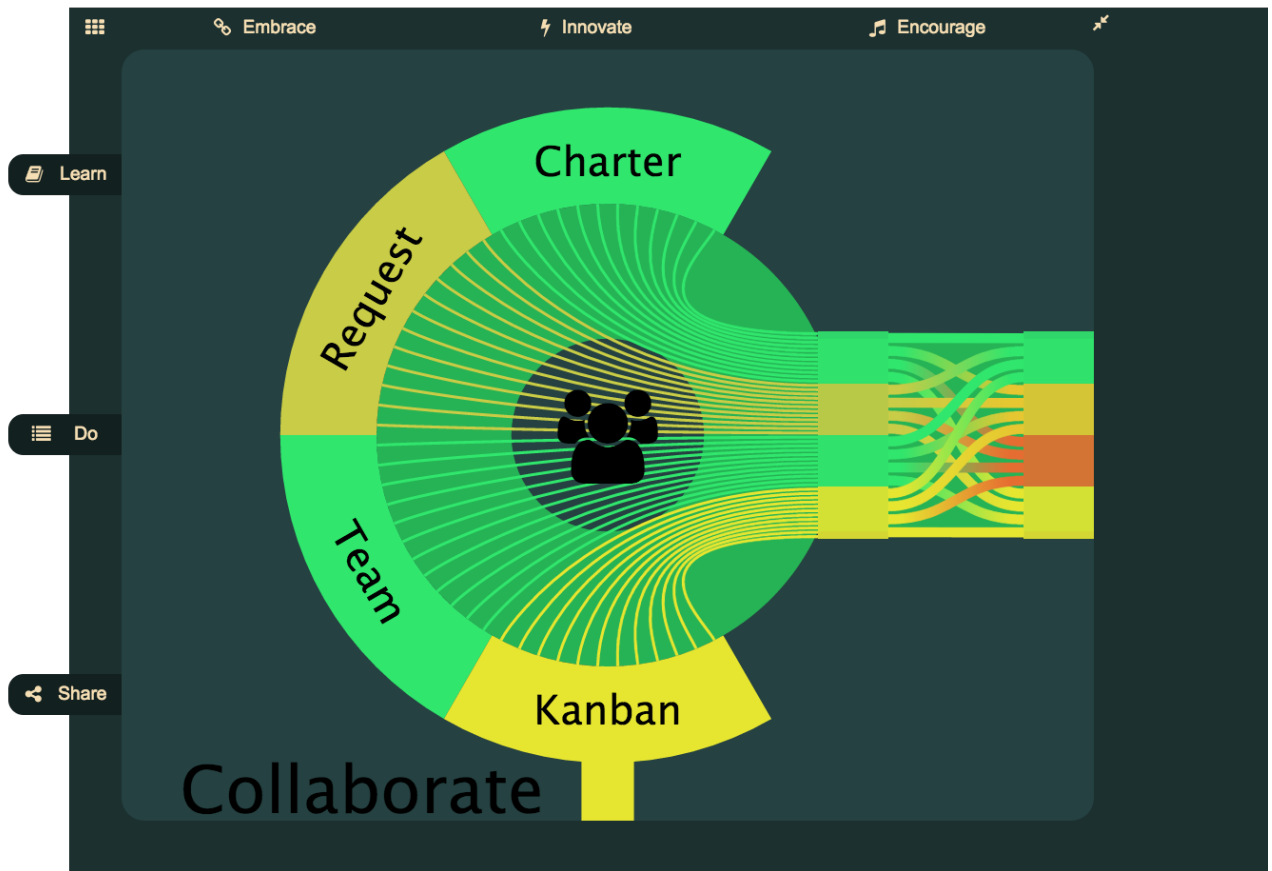 Embrace
Innovate
Encourage
Learn
Charter
Request
Do
Team
Share
Kanban
Collaborate